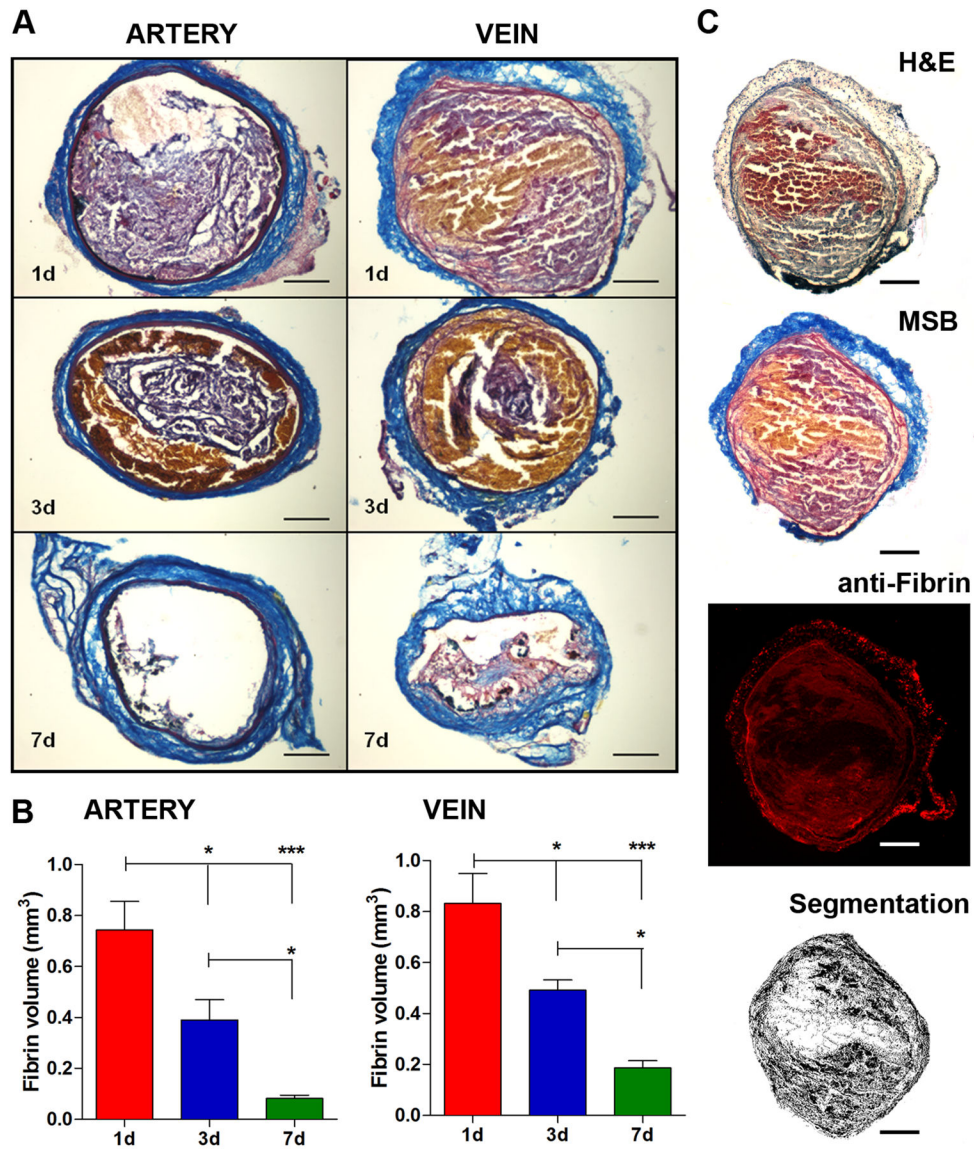 A
ARTERY
VEIN
1d
1d
3d
3d
7d
7d
B
ARTERY
Fibrin volume (mm³)
1.0
0.8
0.6
0.4
0.2
0.0
*
***
*
1d
3d
7d
VEIN
Fibrin volume (mm³)
1.0
0.8
0.6
0.4
0.2
0.0
*
***
*
1d
3d
7d
C
H&E
MSB
anti-Fibrin
Segmentation